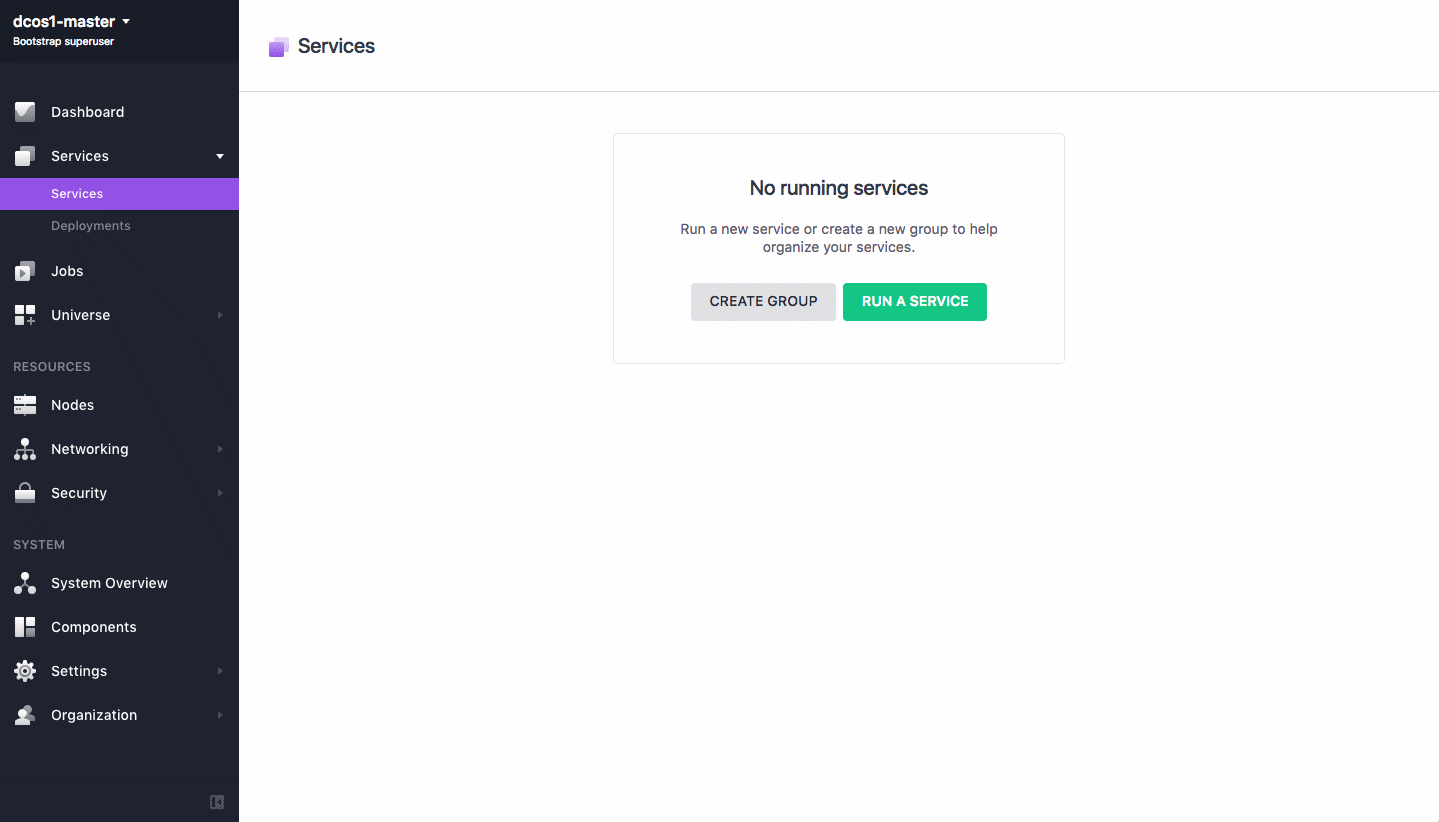 dcos1-master
Bootstrap superuser
Dashboard
Services
Services
Deployments
Jobs
Universe
RESOURCES
Nodes
Networking
Security
SYSTEM
System Overview
Components
Settings
Organization
Services
No running services
Run a new service or create a new group to help
organize your services.
CREATE GROUP
RUN A SERVICE